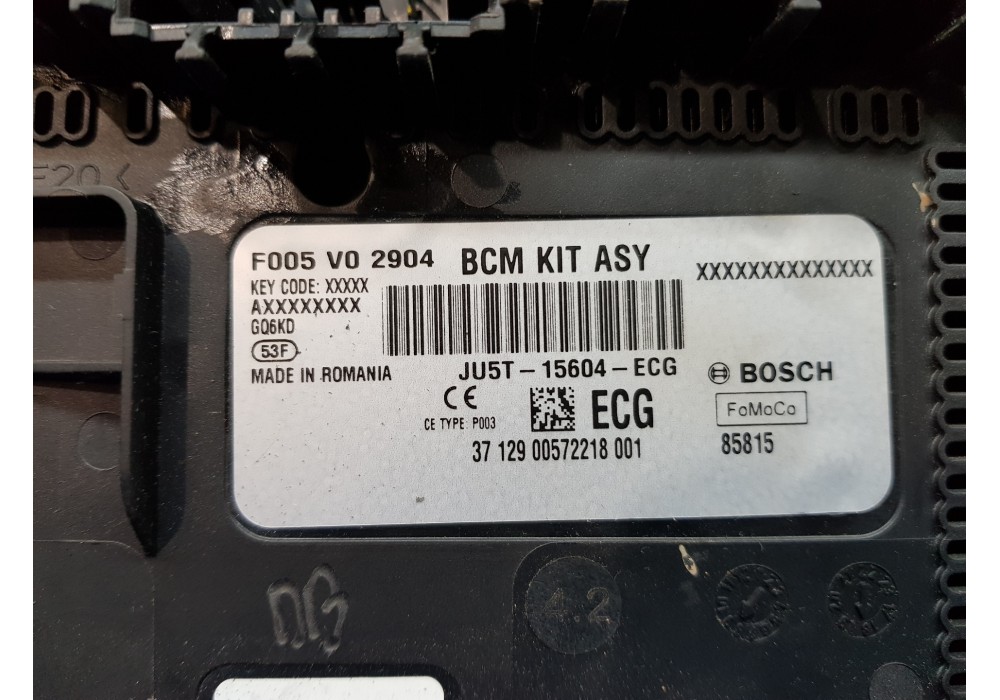 F20<
F005 V0 2904 BCM KIT ASY XXXXXXXXXXXXXX
KEY CODE: XXXXX
AXXXXXXXX
GQ6KD
53F
MADE IN ROMANIA
JU5T-15604-ECG
BOSCH
CE
CE TYPE: P003
ECG
FoMoCo
37 129 00572218 001
85815
4.2